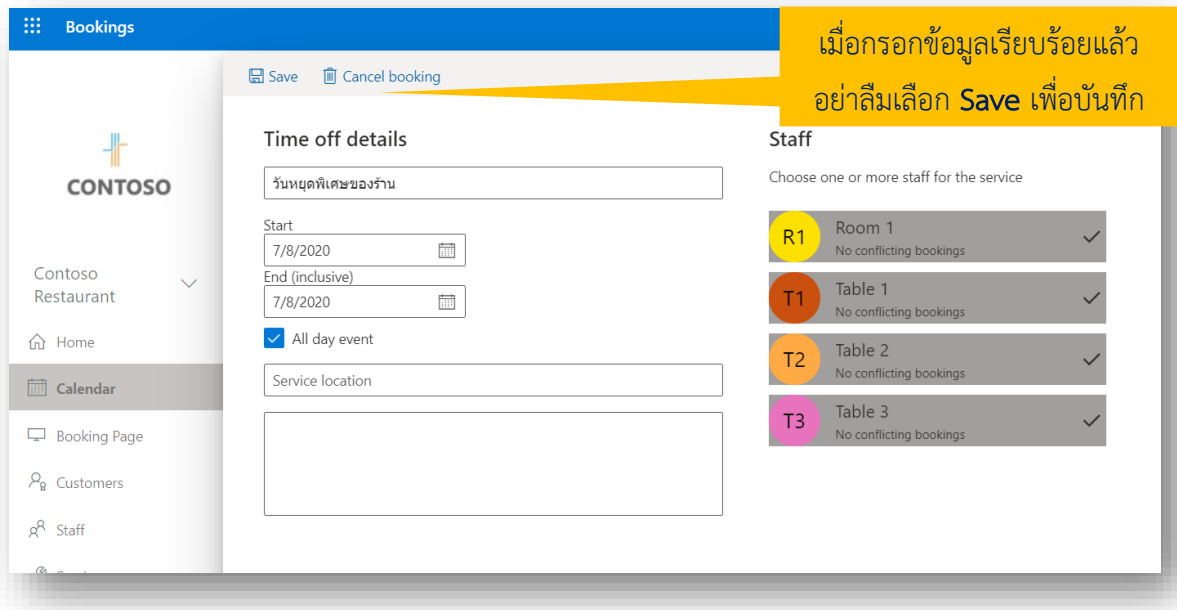 Bookings
เมื่อกรอกข้อมูลเรียบร้อยแล้ว
อย่าลืมเลือก Save เพื่อบันทึก
Save
Cancel booking
CONTOSO
Contoso
Restaurant
Home
Calendar
Booking Page
Customers
Staff
Time off details
วันหยุดพิเศษของร้าน
Start
7/8/2020
End (inclusive)
7/8/2020
All day event
Service location
Staff
Choose one or more staff for the service
R1
Room 1
No conflicting bookings
T1
Table 1
No conflicting bookings
T2
Table 2
No conflicting bookings
T3
Table 3
No conflicting bookings